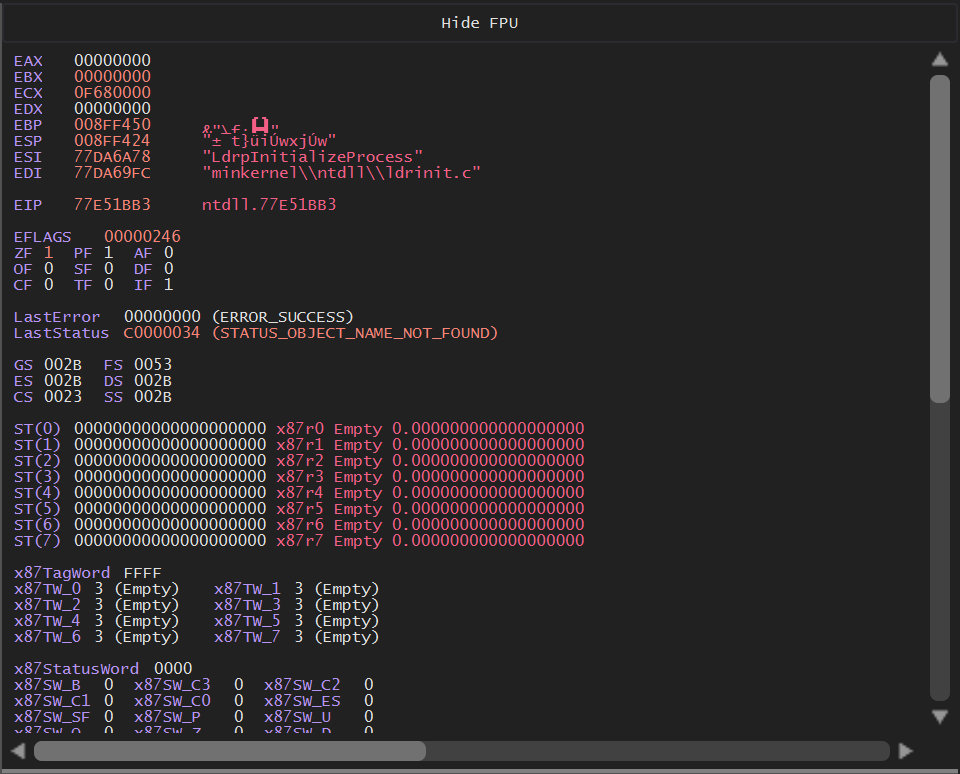 Hide FPU
EAX 00000000
EBX 00000000
ECX 0F680000
EDX 00000000
EBP 008FF450
ESP 008FF424 "± t}üiÚwxjÚw"
ESI 77DA6A78 "LdrpInitializeProcess"
EDI 77DA69FC "minkernel\\ntdll\\ldrinit.c"
EIP 77E51BB3 ntdll.77E51BB3
EFLAGS 00000246
ZF 1 PF 1 AF 0
OF 0 SF 0 DF 0
CF 0 TF 0 IF 1
LastError 00000000 (ERROR_SUCCESS)
LastStatus C0000034 (STATUS_OBJECT_NAME_NOT_FOUND)
GS 002B FS 0053
ES 002B DS 002B
CS 0023 SS 002B
ST(0) 00000000000000000000 x87r0 Empty 0.000000000000000000
ST(1) 00000000000000000000 x87r1 Empty 0.000000000000000000
ST(2) 00000000000000000000 x87r2 Empty 0.000000000000000000
ST(3) 00000000000000000000 x87r3 Empty 0.000000000000000000
ST(4) 00000000000000000000 x87r4 Empty 0.000000000000000000
ST(5) 00000000000000000000 x87r5 Empty 0.000000000000000000
ST(6) 00000000000000000000 x87r6 Empty 0.000000000000000000
ST(7) 00000000000000000000 x87r7 Empty 0.000000000000000000
x87TagWord FFFF
x87TW_0 3 (Empty) x87TW_1 3 (Empty)
x87TW_2 3 (Empty) x87TW_3 3 (Empty)
x87TW_4 3 (Empty) x87TW_5 3 (Empty)
x87TW_6 3 (Empty) x87TW_7 3 (Empty)
x87StatusWord 0000
x87SW_B 0 x87SW_C3 0 x87SW_C2 0
x87SW_C1 0 x87SW_C0 0 x87SW_ES 0
x87SW_SF 0 x87SW_P 0 x87SW_U 0
x87SW_O 0 x87SW_Z 0 x87SW_D 0